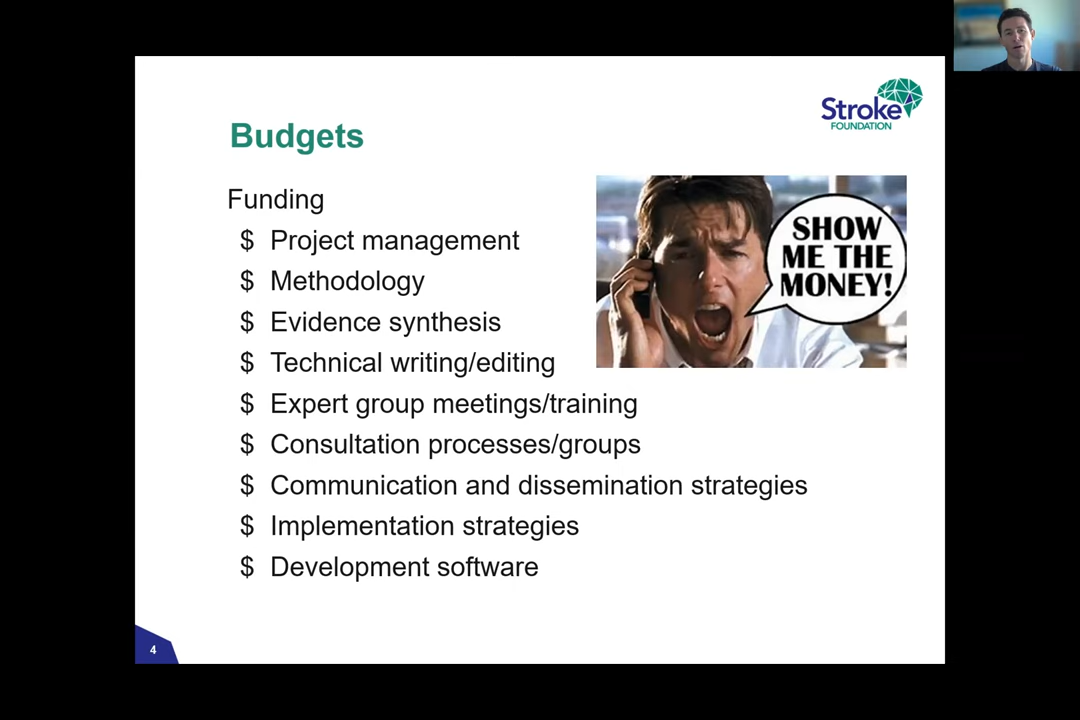 Stroke
FOUNDATION
Budgets
Funding
$ Project management
$ Methodology
$ Evidence synthesis
$ Technical writing/editing
$ Expert group meetings/training
$ Consultation processes/groups
$ Communication and dissemination strategies
$ Implementation strategies
$ Development software
SHOW
ME THE
MONEY!
4